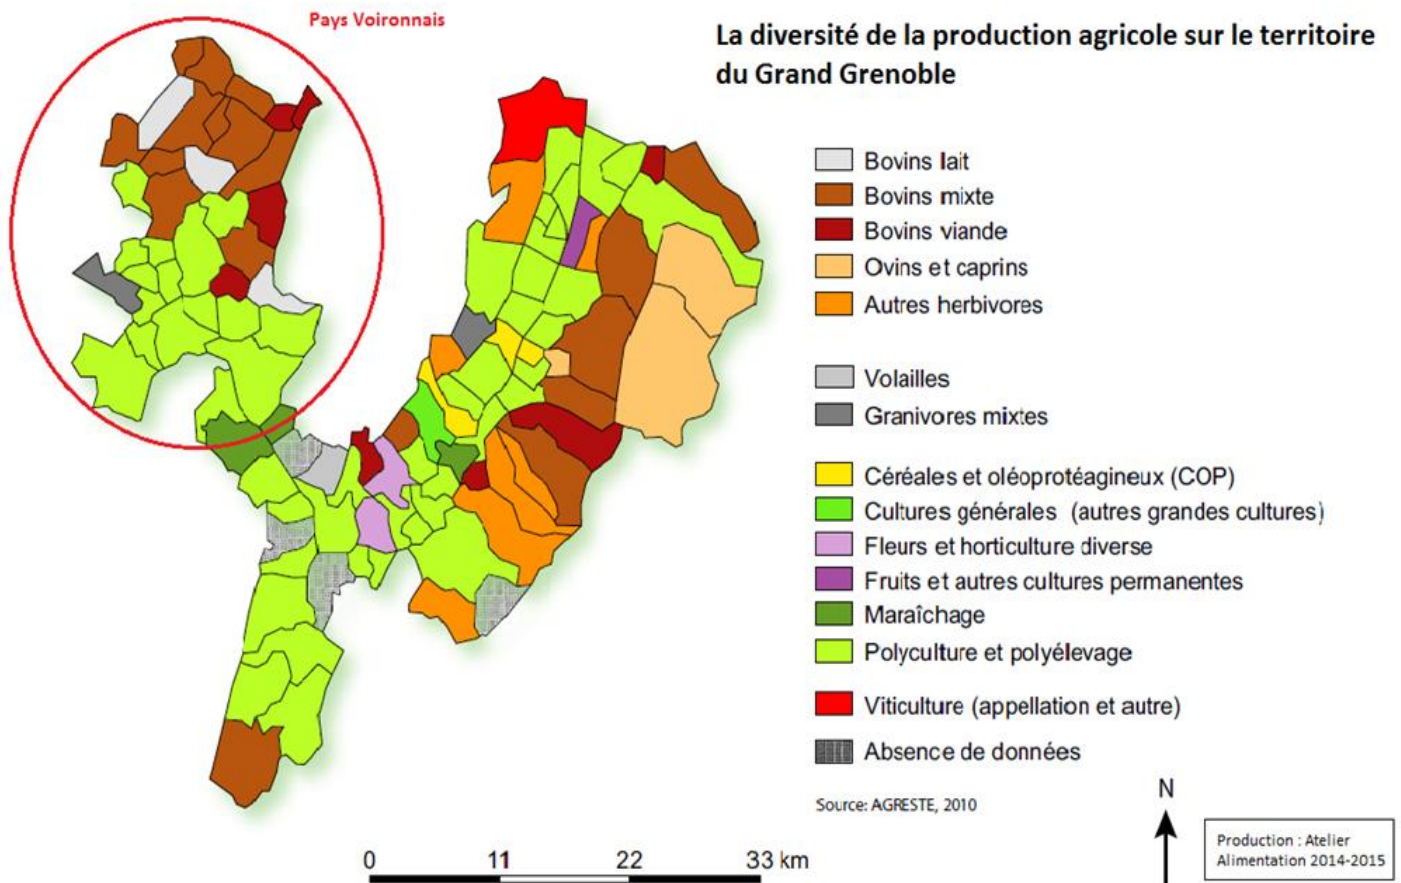 Pays Voironnais
La diversité de la production agricole sur le territoire
du Grand Grenoble
Bovins lait
Bovins mixte
Bovins viande
Ovins et caprins
Autres herbivores
Volailles
Granivores mixtes
Céréales et oléoprotéagineux (COP)
Cultures générales (autres grandes cultures)
Fleurs et horticulture diverse
Fruits et autres cultures permanentes
Maraîchage
Polyculture et polyélevage
Viticulture (appellation et autre)
Absence de données
Source: AGRESTE, 2010
N
Production : Atelier
Alimentation 2014-2015
0 11 22 33 km